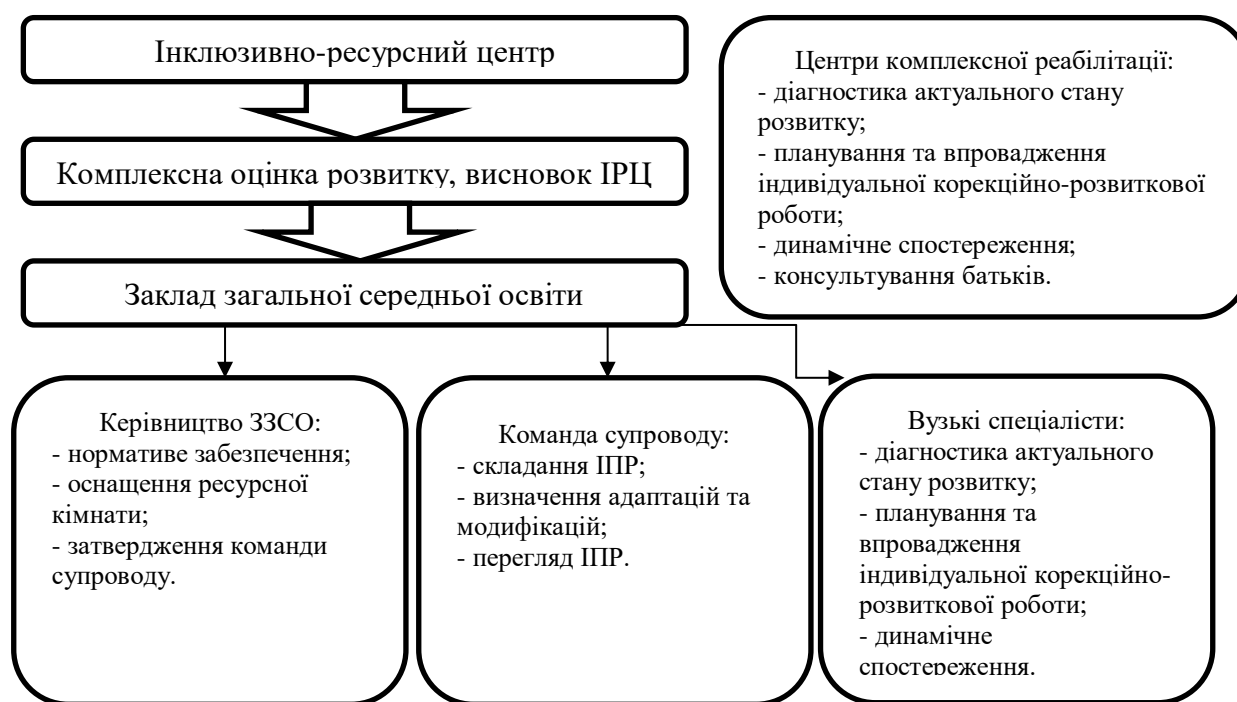 Інклюзивно-ресурсний центр
Комплексна оцінка розвитку, висновок ІРЦ
Заклад загальної середньої освіти
Центри комплексної реабілітації:
- діагностика актуального стану
розвитку;
- планування та впровадження
індивідуальної корекційно-розвиткової
роботи;
- динамічне спостереження;
- консультування батьків.
Керівництво ЗЗСО:
- нормативе забезпечення;
- оснащення ресурсної
кімнати;
- затвердження команди
супроводу.
Команда супроводу:
- складання ІПР;
- визначення адаптацій та
модифікацій;
- перегляд ІПР.
Вузькі спеціалісти:
- діагностика актуального
стану розвитку;
- планування та
впровадження
індивідуальної корекційно-
розвиткової роботи;
- динамічне
спостереження.